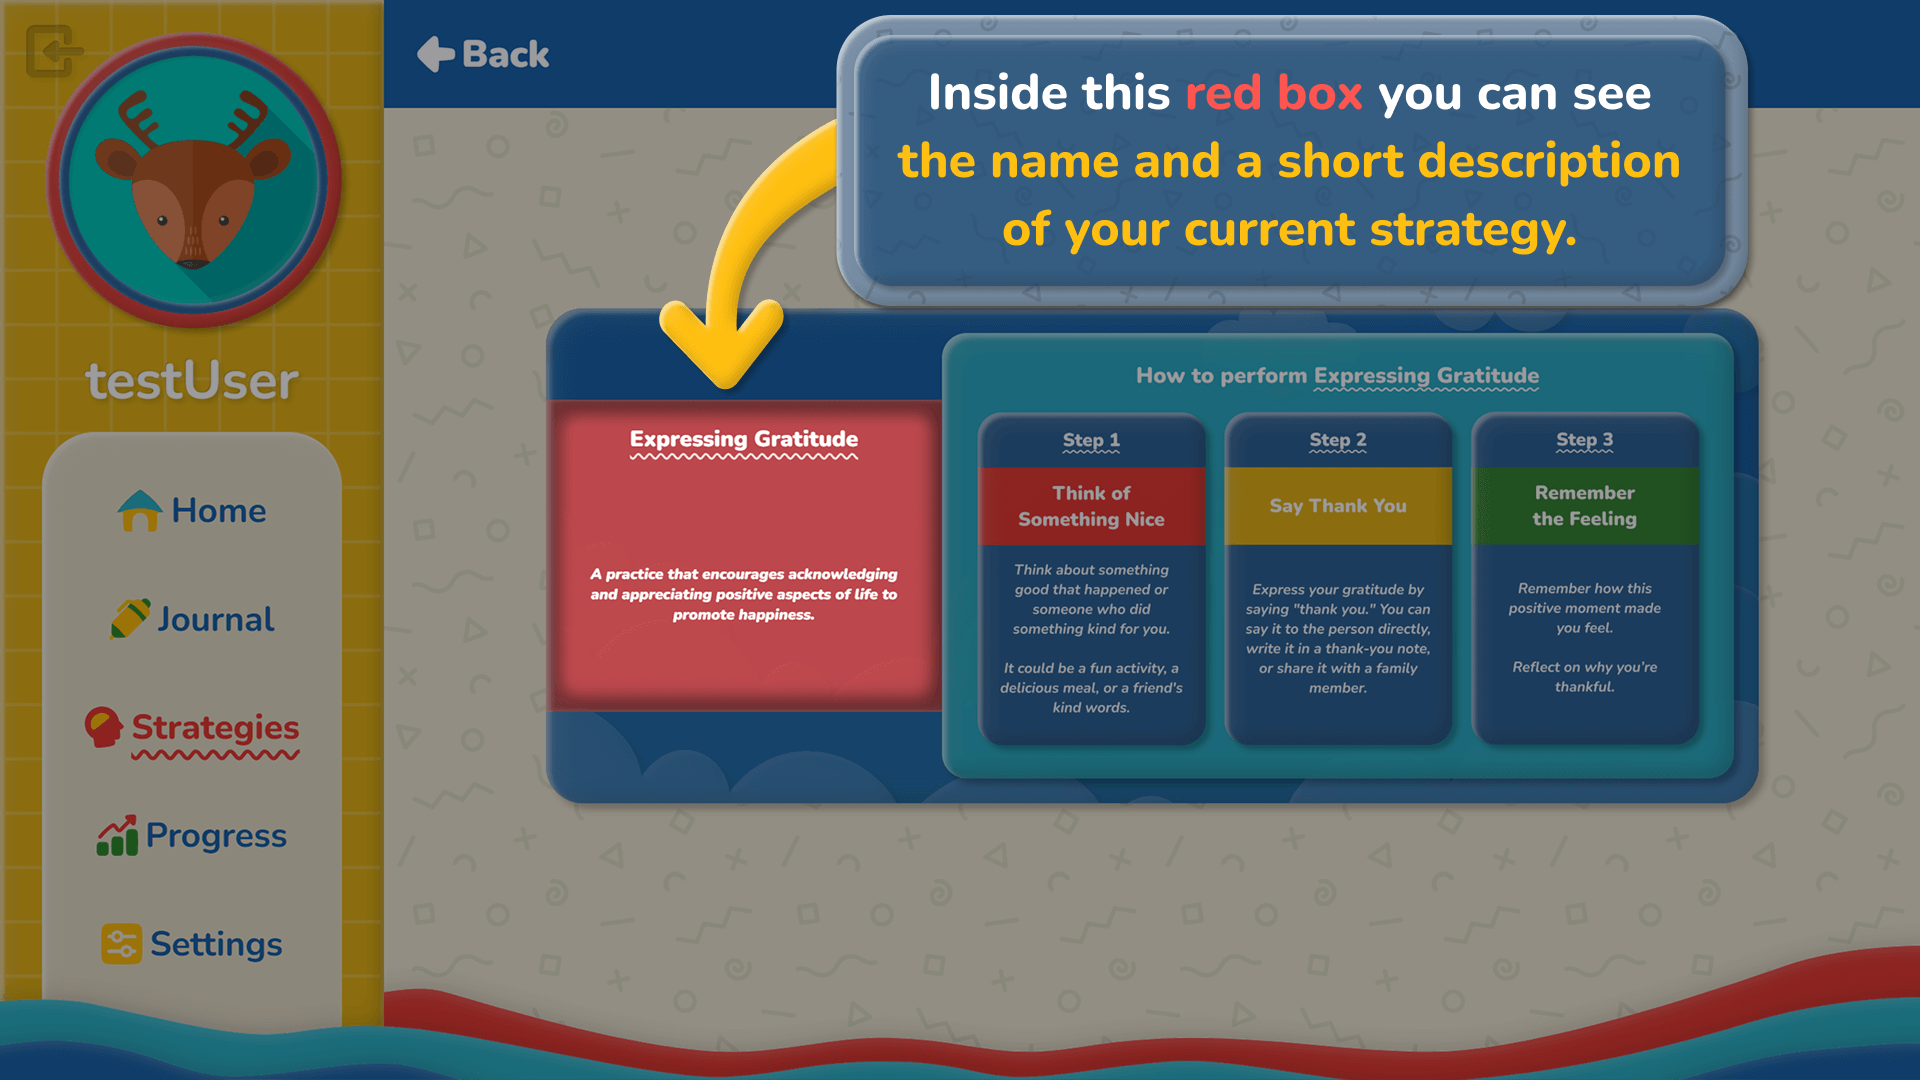 Back
Inside this red box you can see
the name and a short description
of your current strategy.
testUser
Home
Journal
Strategies
Progress
Settings
Expressing Gratitude
A practice that encourages acknowledging
and appreciating positive aspects of life to
promote happiness.
How to perform Expressing Gratitude
Step 1
Think of
Something Nice
Think about something
good that happened or
someone who did
something kind for you.
It could be a fun activity, a
delicious meal, or a friend's
kind words.
Step 2
Say Thank You
Express your gratitude by
saying "thank you." You can
say it to the person directly,
write it in a thank-you note,
or share it with a family
member.
Step 3
Remember
the Feeling
Remember how this
positive moment made
you feel.
Reflect on why you're
thankful.